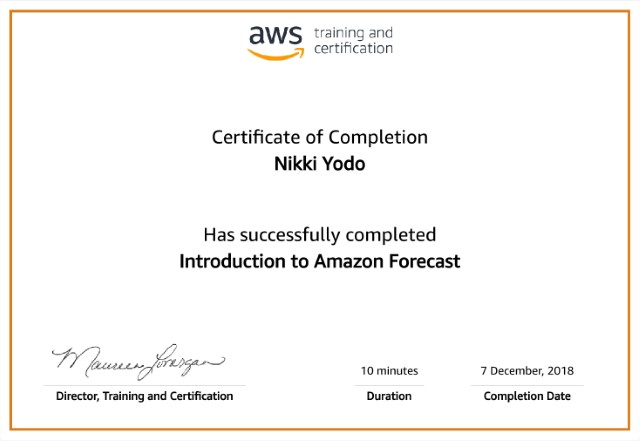 aws training and
certification
Certificate of Completion
Nikki Yodo
Has successfully completed
Introduction to Amazon Forecast
Maureen Lonergan
10 minutes
7 December, 2018
Director, Training and Certification
Duration
Completion Date